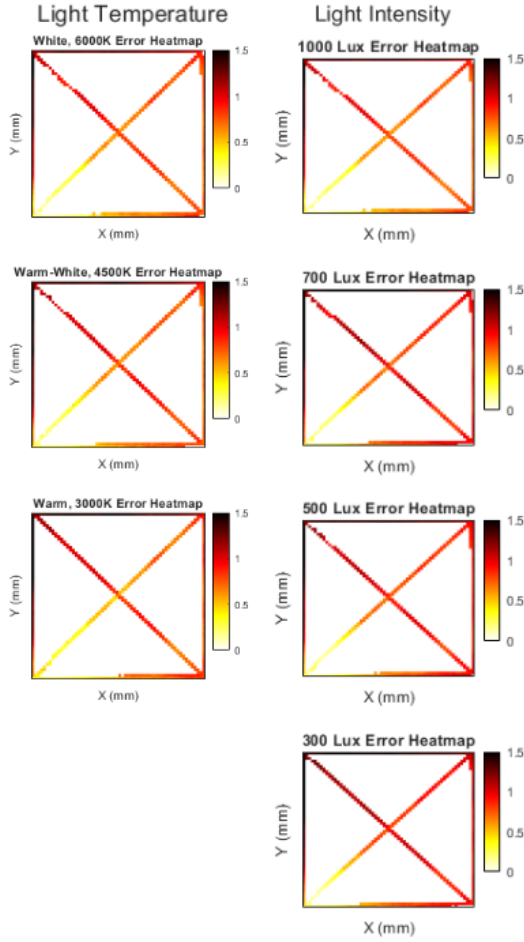 Light Temperature
White, 6000K Error Heatmap
1.5
1
0.5
0
Y (mm)
X (mm)
Warm-White, 4500K Error Heatmap
1.5
1
0.5
0
Y (mm)
X (mm)
Warm, 3000K Error Heatmap
1.5
1
0.5
0
Y (mm)
X (mm)
Light Intensity
1000 Lux Error Heatmap
1.5
1
0.5
0
Y (mm)
X (mm)
700 Lux Error Heatmap
1.5
1
0.5
0
Y (mm)
X (mm)
500 Lux Error Heatmap
1.5
1
0.5
0
Y (mm)
X (mm)
300 Lux Error Heatmap
1.5
1
0.5
0
Y (mm)
X (mm)